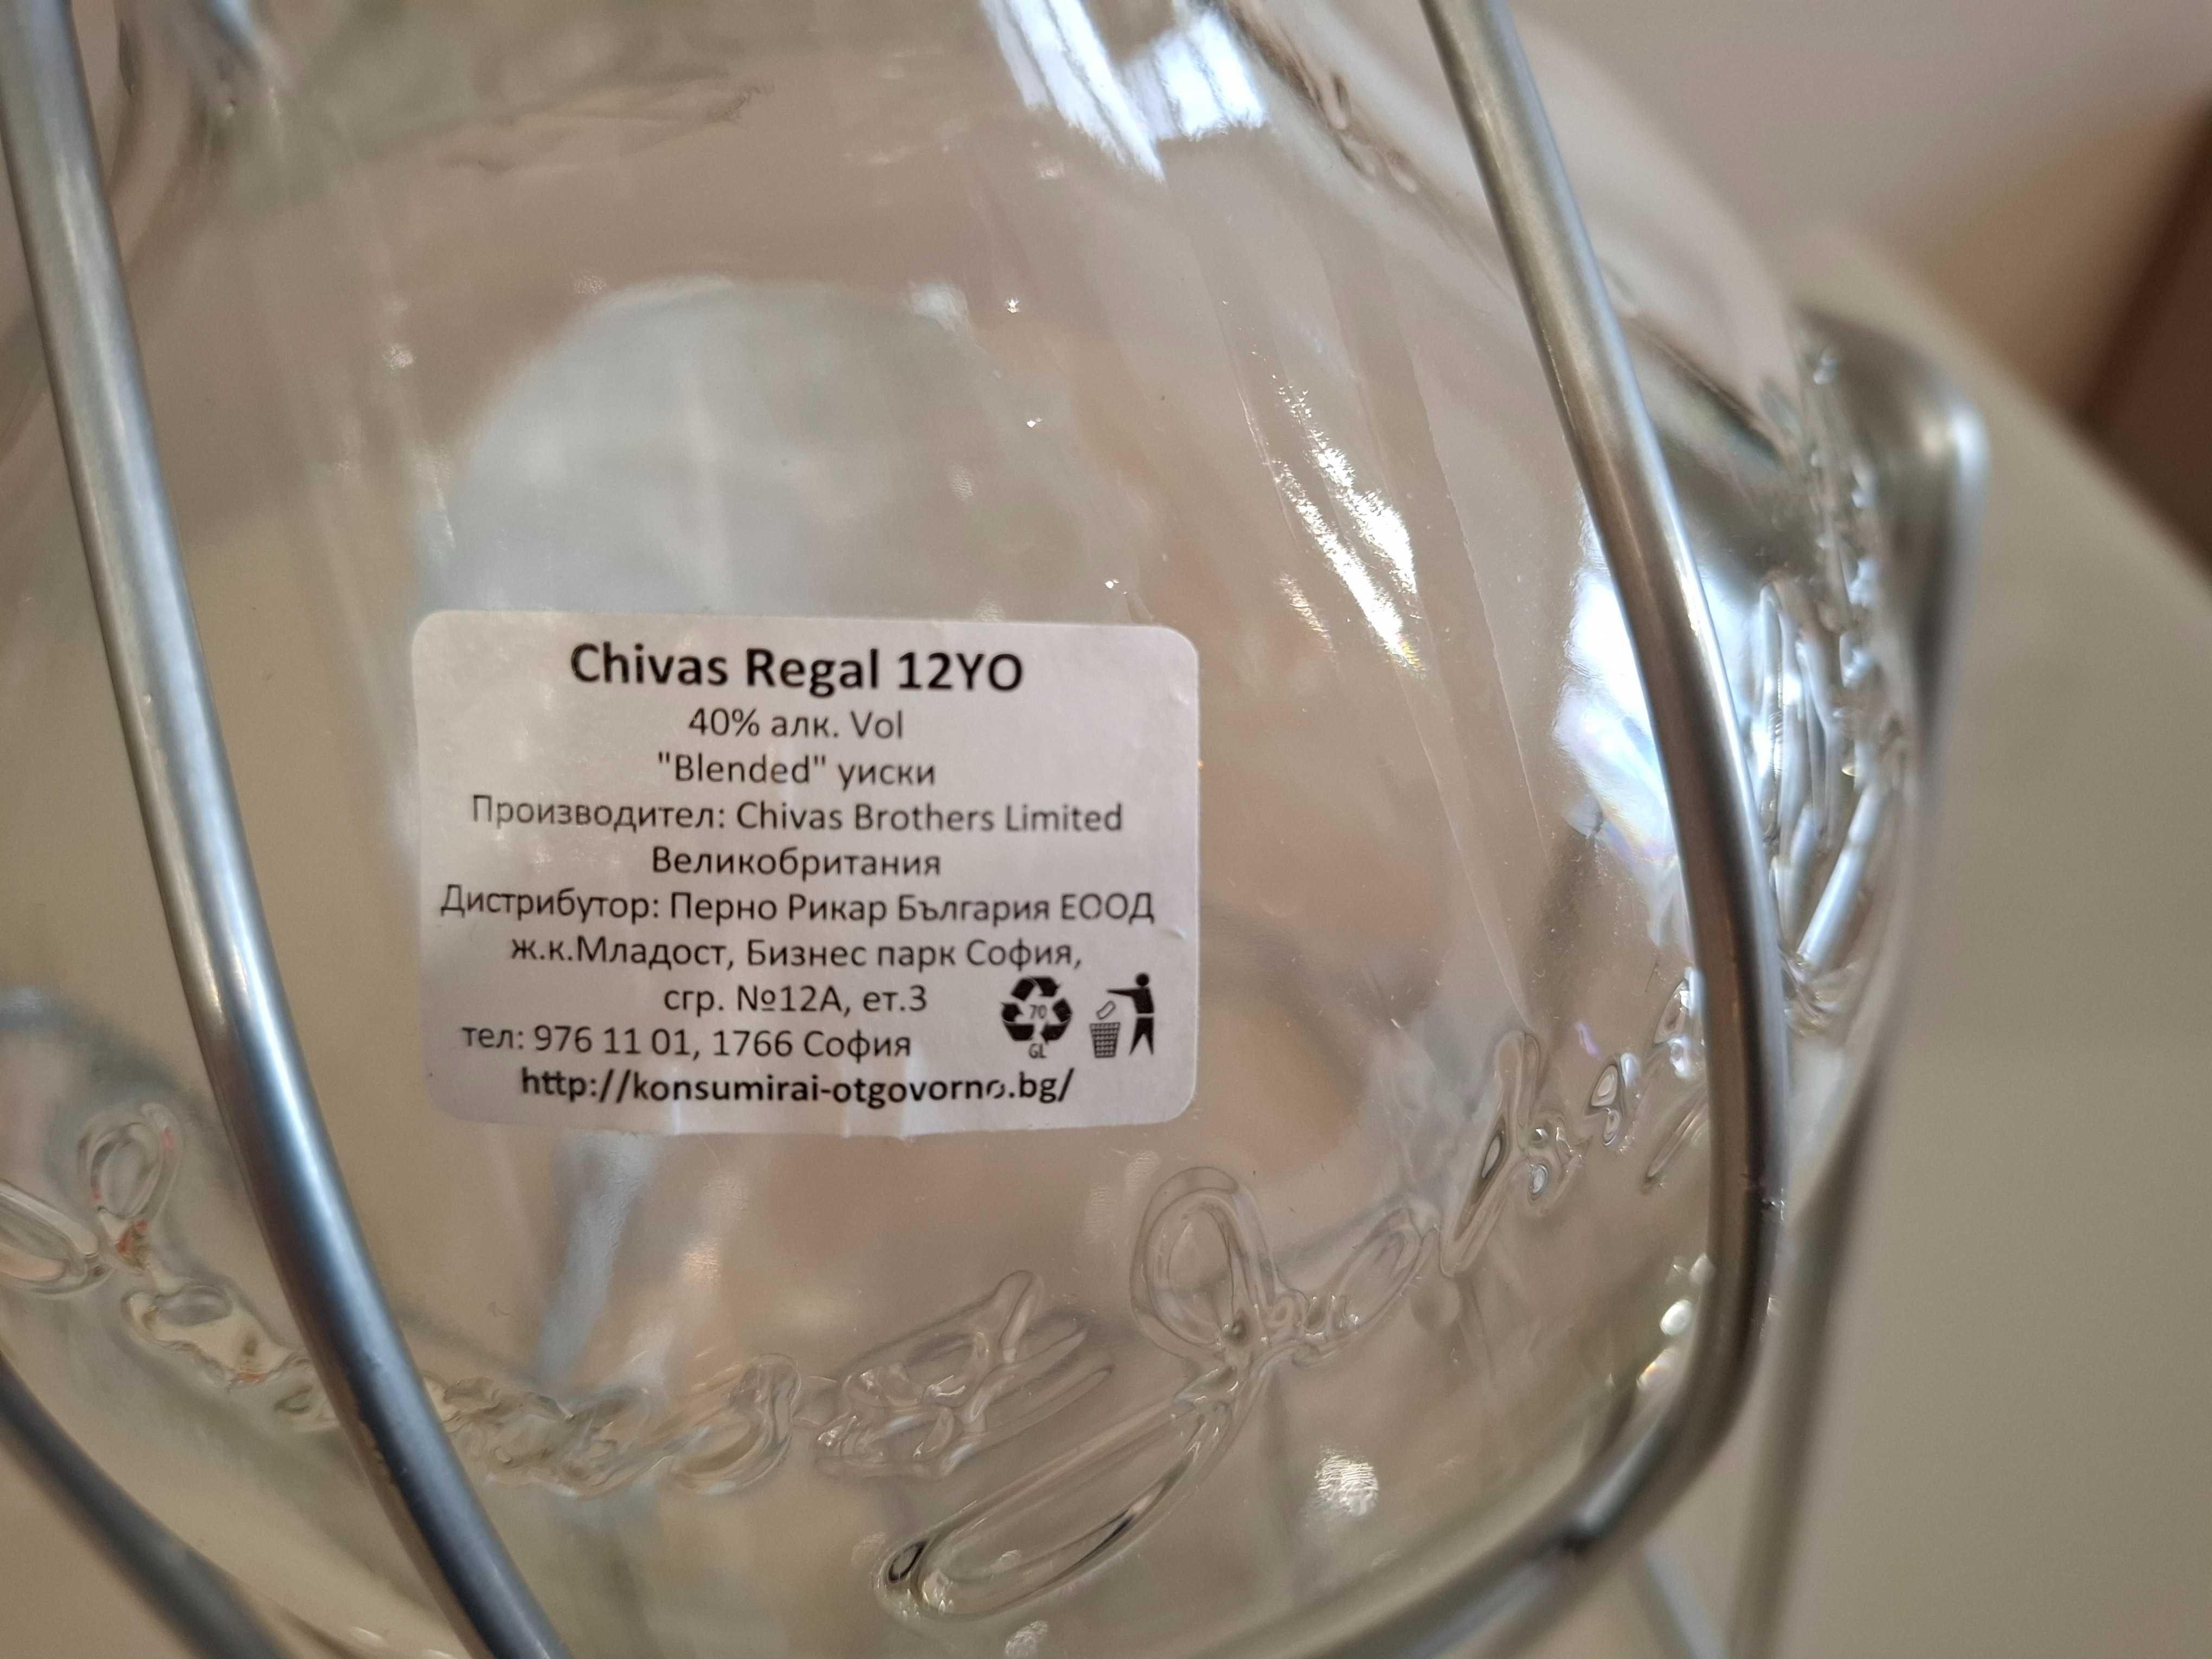 Chivas Regal 12YO
40% алк. Vol
"Blended" уиски
Производител: Chivas Brothers Limited
Великобритания
Дистрибутор: Перно Рикар България ЕООД
ж.к.Младост, Бизнес парк София,
сгр. №12А, ет.3
70
GL
тел: 976 11 01, 1766 София
http://konsumirai-otgovorno.bg/